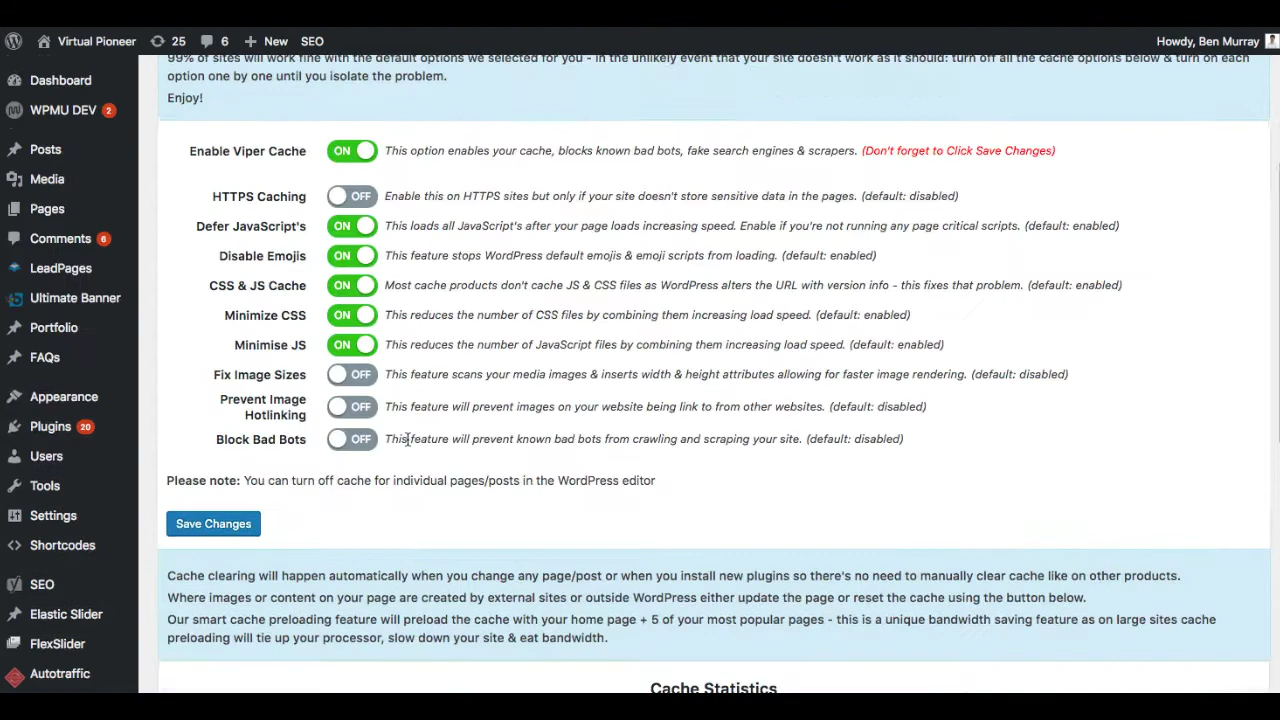 Virtual Pioneer 25 6 + New SEO Howdy, Ben Murray
Dashboard
WPMU DEV 2
Posts
Media
Pages
Comments 6
LeadPages
Ultimate Banner
Portfolio
FAQs
Appearance
Plugins 20
Users
Tools
Settings
Shortcodes
SEO
Elastic Slider
FlexSlider
Autotraffic
99% of sites will work fine with the default options we selected for you - in the unlikely event that your site doesn't work as it should: turn off all the cache options below & turn on each
option one by one until you isolate the problem.
Enjoy!
Enable Viper Cache ON This option enables your cache, blocks known bad bots, fake search engines & scrapers. (Don't forget to Click Save Changes)
HTTPS Caching OFF Enable this on HTTPS sites but only if your site doesn't store sensitive data in the pages. (default: disabled)
Defer JavaScript's ON This loads all JavaScript's after your page loads increasing speed. Enable if you're not running any page critical scripts. (default: enabled)
Disable Emojis ON This feature stops WordPress default emojis & emoji scripts from loading. (default: enabled)
CSS & JS Cache ON Most cache products don't cache JS & CSS files as WordPress alters the URL with version info - this fixes that problem. (default: enabled)
Minimize CSS ON This reduces the number of CSS files by combining them increasing load speed. (default: enabled)
Minimise JS ON This reduces the number of JavaScript files by combining them increasing load speed. (default: enabled)
Fix Image Sizes OFF This feature scans your media images & inserts width & height attributes allowing for faster image rendering. (default: disabled)
Prevent Image
Hotlinking OFF This feature will prevent images on your website being link to from other websites. (default: disabled)
Block Bad Bots OFF This feature will prevent known bad bots from crawling and scraping your site. (default: disabled)
Please note: You can turn off cache for individual pages/posts in the WordPress editor
Save Changes
Cache clearing will happen automatically when you change any page/post or when you install new plugins so there's no need to manually clear cache like on other products.
Where images or content on your page are created by external sites or outside WordPress either update the page or reset the cache using the button below.
Our smart cache preloading feature will preload the cache with your home page + 5 of your most popular pages - this is a unique bandwidth saving feature as on large sites cache
preloading will tie up your processor, slow down your site & eat bandwidth.
Cache Statistics